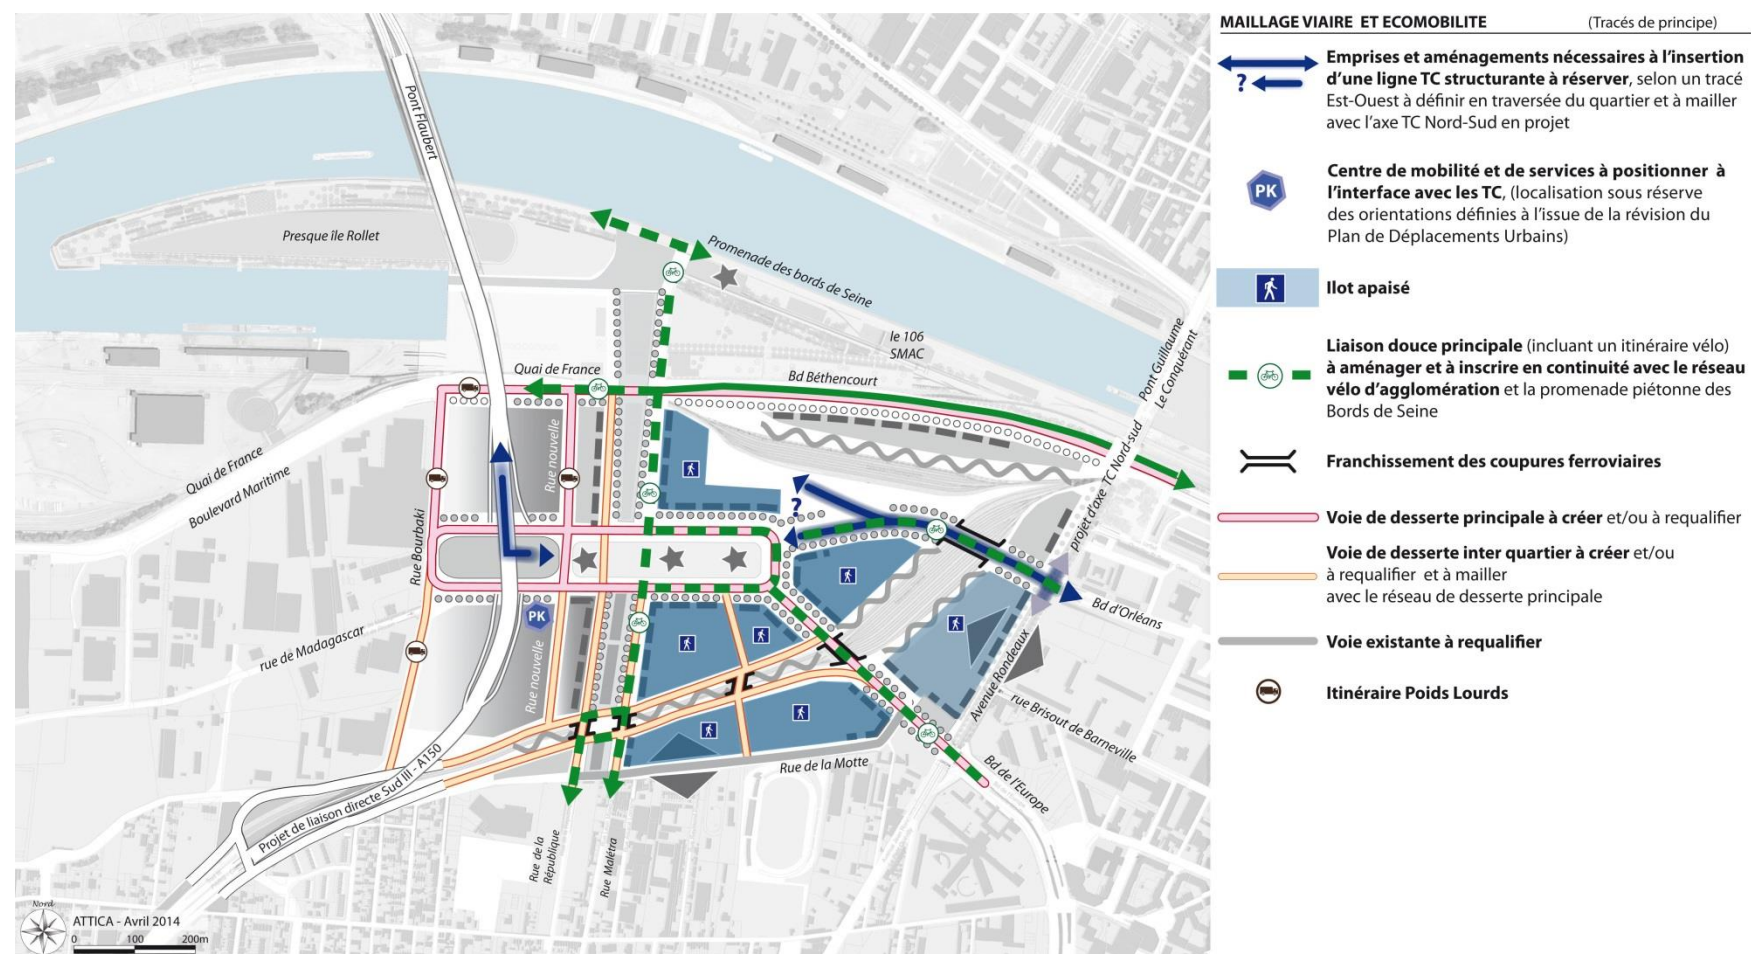 Pont Flaubert
Presque île Rollet
Promenade des bords de Seine
le 106
SMAC
Pont Guillaume
Le Conquérant
Quai de France
Bd Béthencourt
Quai de France
Boulevard Maritime
Rue nouvelle
projet d'axe TC Nord-sud
?
Rue Bourbaki
Bd d'Orléans
PK
rue de Madagascar
Rue nouvelle
Avenue Rondeaux
rue Brisout de Barneville
Rue de la Motte
Bd de l'Europe
Projet de liaison directe Sud III - A150
Rue de la
République
Rue Malétra
Nord
ATTICA - Avril 2014
0 100 200m
MAILLAGE VIAIRE ET ECOMOBILITE (Tracés de principe)
Emprises et aménagements nécessaires à l'insertion
? d'une ligne TC structurante à réserver, selon un tracé
Est-Ouest à définir en traversée du quartier et à mailler
avec l'axe TC Nord-Sud en projet
Centre de mobilité et de services à positionner à
PK l'interface avec les TC, (localisation sous réserve
des orientations définies à l'issue de la révision du
Plan de Déplacements Urbains)
Ilot apaisé
Liaison douce principale (incluant un itinéraire vélo)
à aménager et à inscrire en continuité avec le réseau
vélo d'agglomération et la promenade piétonne des
Bords de Seine
Franchissement des coupures ferroviaires
Voie de desserte principale à créer et/ou à requalifier
Voie de desserte inter quartier à créer et/ou
à requalifier et à mailler
avec le réseau de desserte principale
Voie existante à requalifier
Itinéraire Poids Lourds